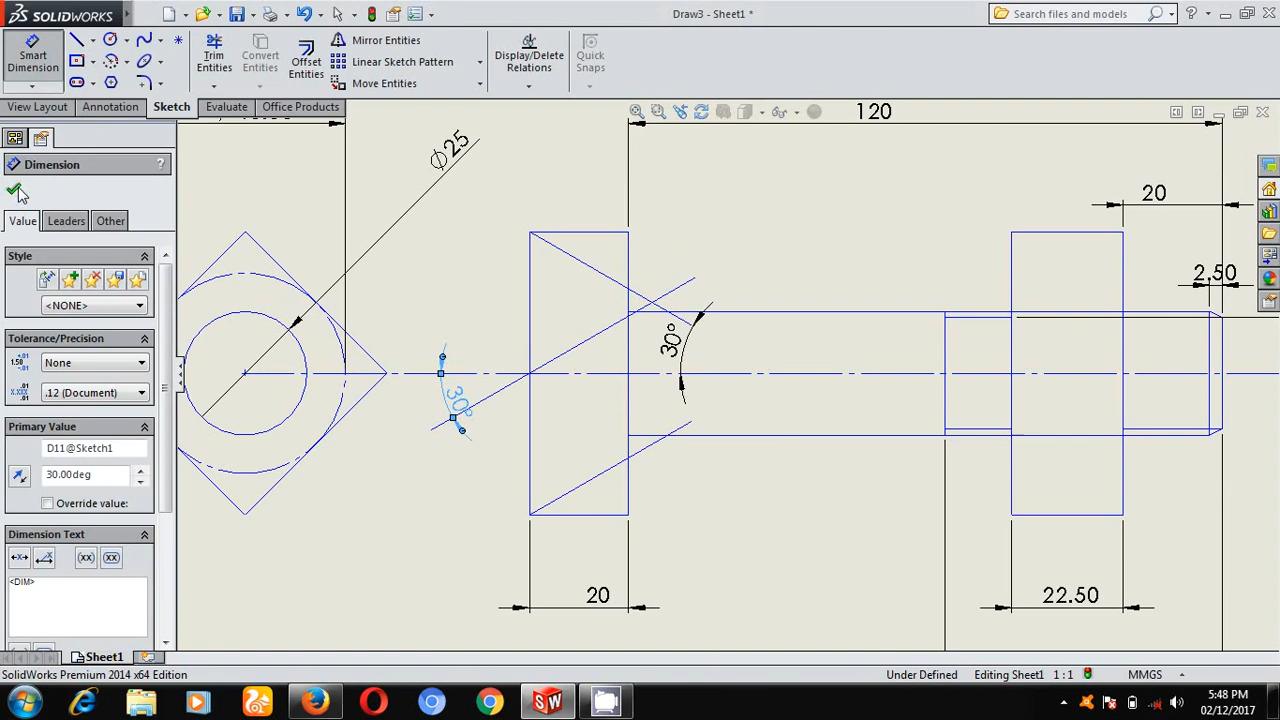 SOLIDWORKS
Draw3 - Sheet1 *
Search files and models
Smart
Dimension
Trim
Entities
Convert
Entities
Offset
Entities
Mirror Entities
Linear Sketch Pattern
Move Entities
Display/Delete
Relations
Quick
Snaps
View Layout
Annotation
Sketch
Evaluate
Office Products
Dimension
?
Value
Leaders
Other
Style
<NONE>
Tolerance/Precision
None
.12 (Document)
Primary Value
D11@Sketch1
30.00deg
Override value:
Dimension Text
(xx)
(xx)
<DIM>
120
∅25
20
2.50
30°
30°
20
22.50
Sheet1
SolidWorks Premium 2014 x64 Edition
Under Defined
Editing Sheet1
1 : 1
MMGS
5:48 PM
02/12/2017